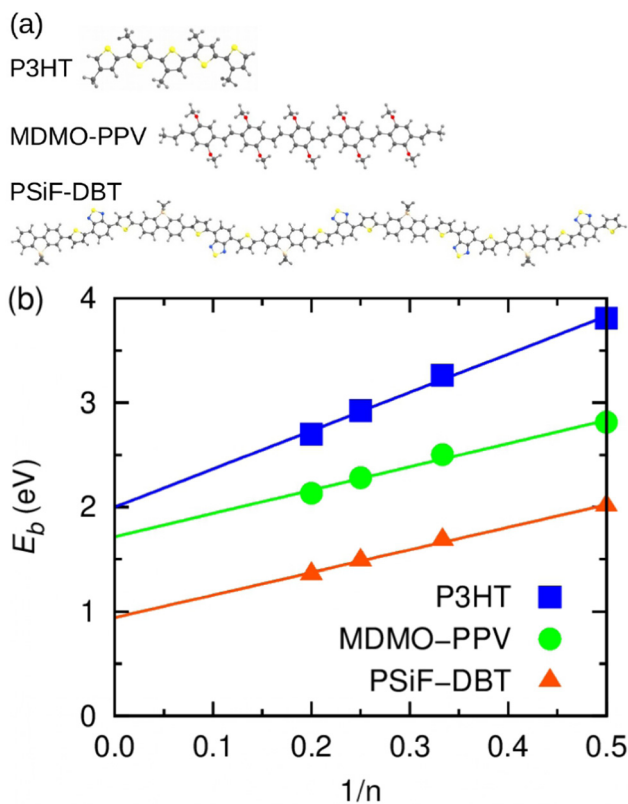 (a)
P3HT
MDMO-PPV
PSiF-DBT
(b)
4
3
2
1
0
E_b (eV)
P3HT
MDMO−PPV
PSiF−DBT
0.0 0.1 0.2 0.3 0.4 0.5
1/n